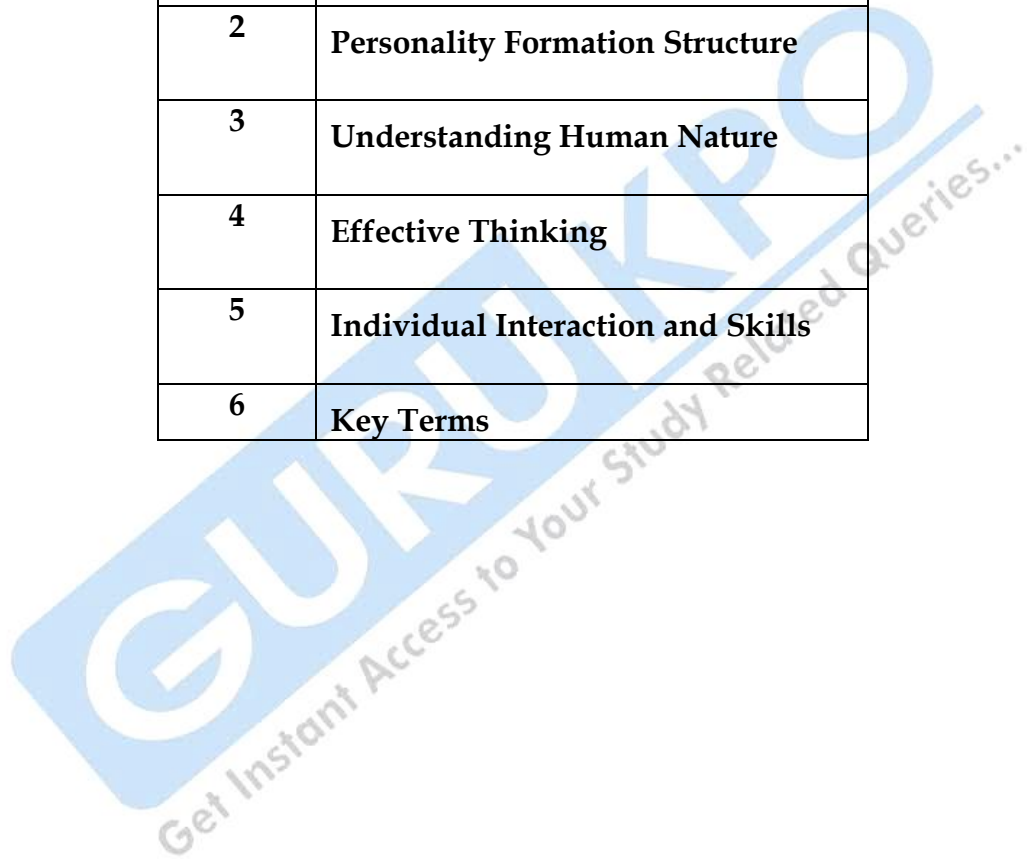 2 Personality Formation Structure
3 Understanding Human Nature
4 Effective Thinking
5 Individual Interaction and Skills
6 Key Terms
GURUKPO
Get Instant Access to Your Study Related Queries...